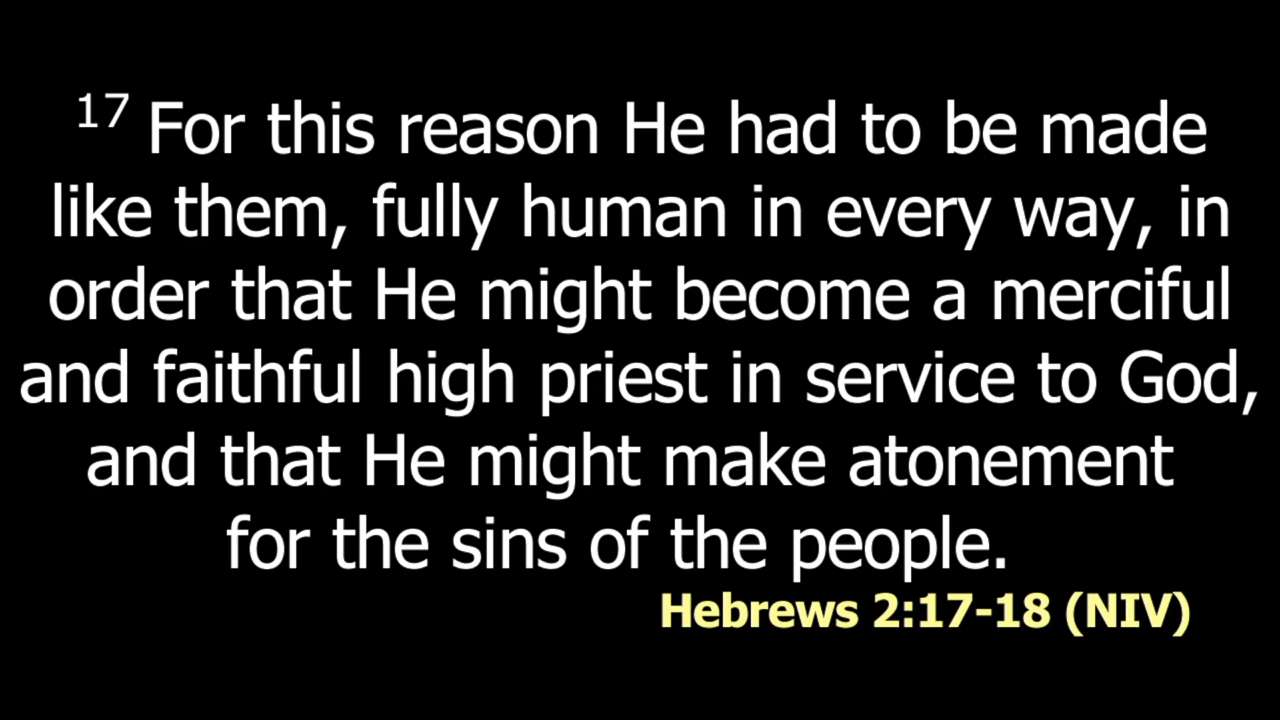 17 For this reason He had to be made
like them, fully human in every way, in
order that He might become a merciful
and faithful high priest in service to God,
and that He might make atonement
for the sins of the people.
Hebrews 2:17-18 (NIV)